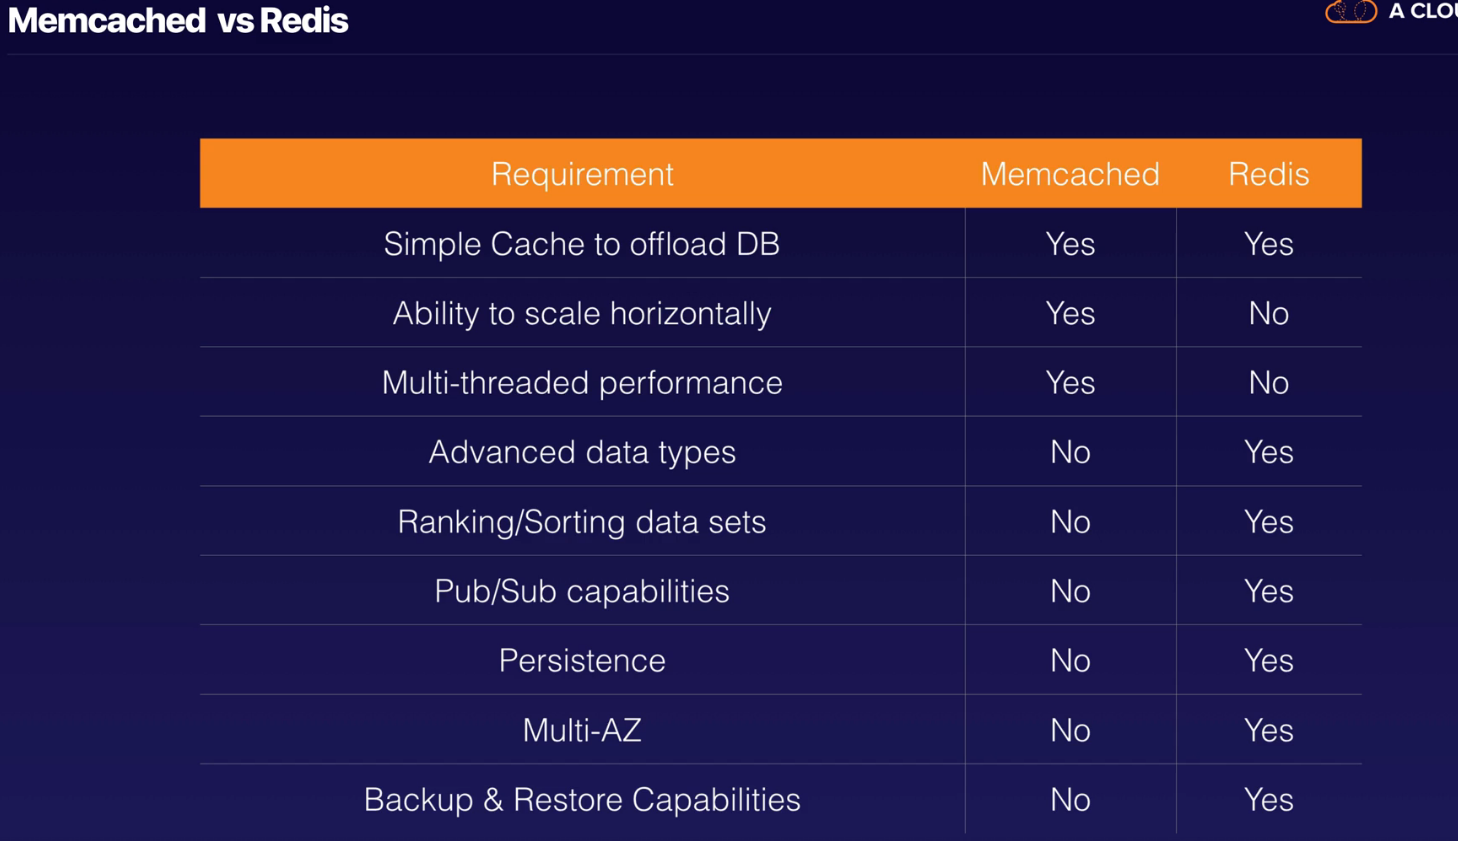 Memcached vs Redis
A CLOU
Requirement Memcached Redis
Simple Cache to offload DB Yes Yes
Ability to scale horizontally Yes No
Multi-threaded performance Yes No
Advanced data types No Yes
Ranking/Sorting data sets No Yes
Pub/Sub capabilities No Yes
Persistence No Yes
Multi-AZ No Yes
Backup & Restore Capabilities No Yes